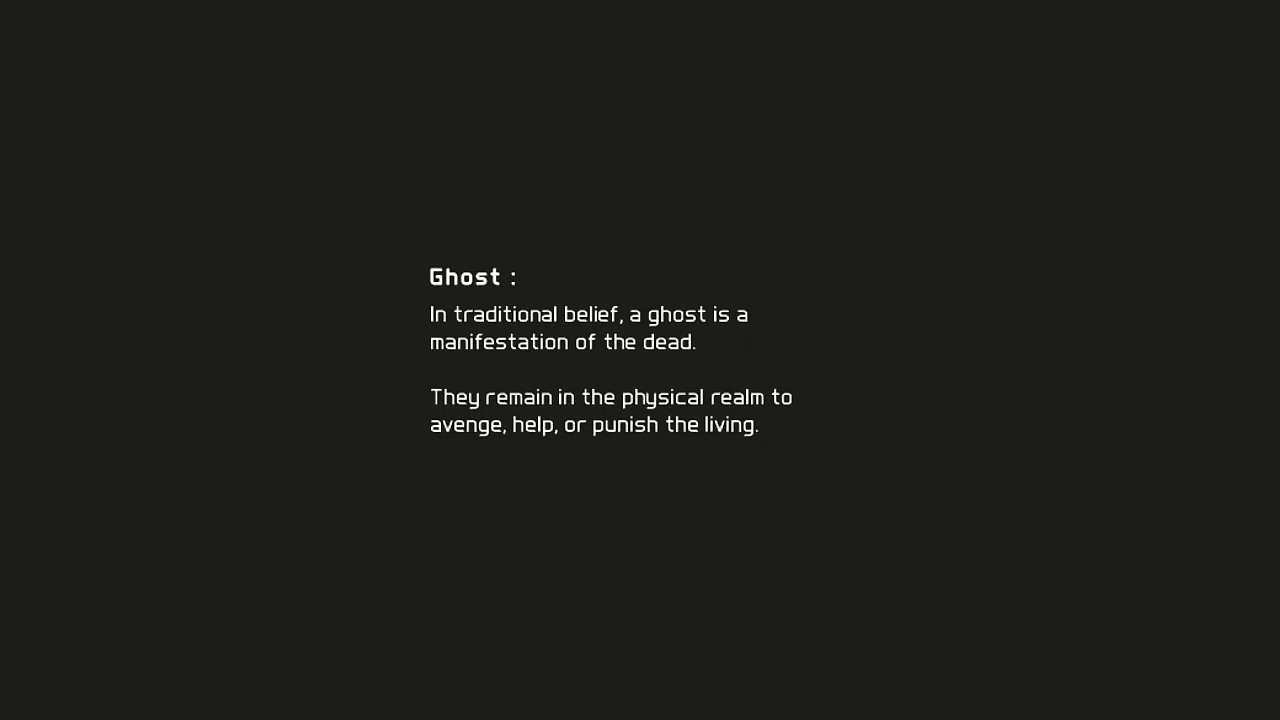 Ghost :
In traditional belief, a ghost is a
manifestation of the dead.
They remain in the physical realm to
avenge, help, or punish the living.